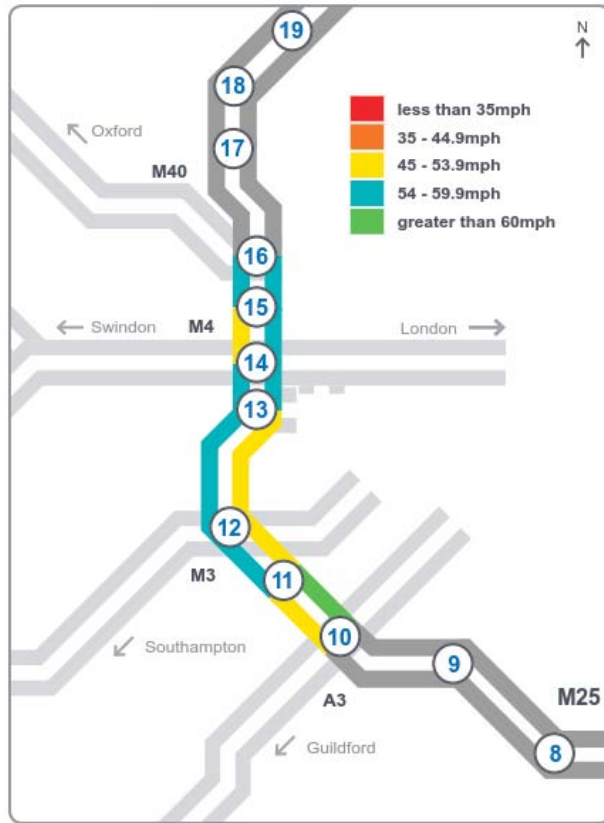 19
N
18
less than 35mph
Oxford
35 - 44.9mph
17
45 - 53.9mph
M40
54 - 59.9mph
greater than 60mph
16
15
Swindon
M4
London
14
13
12
M3
11
Southampton
10
9
A3
M25
Guildford
8